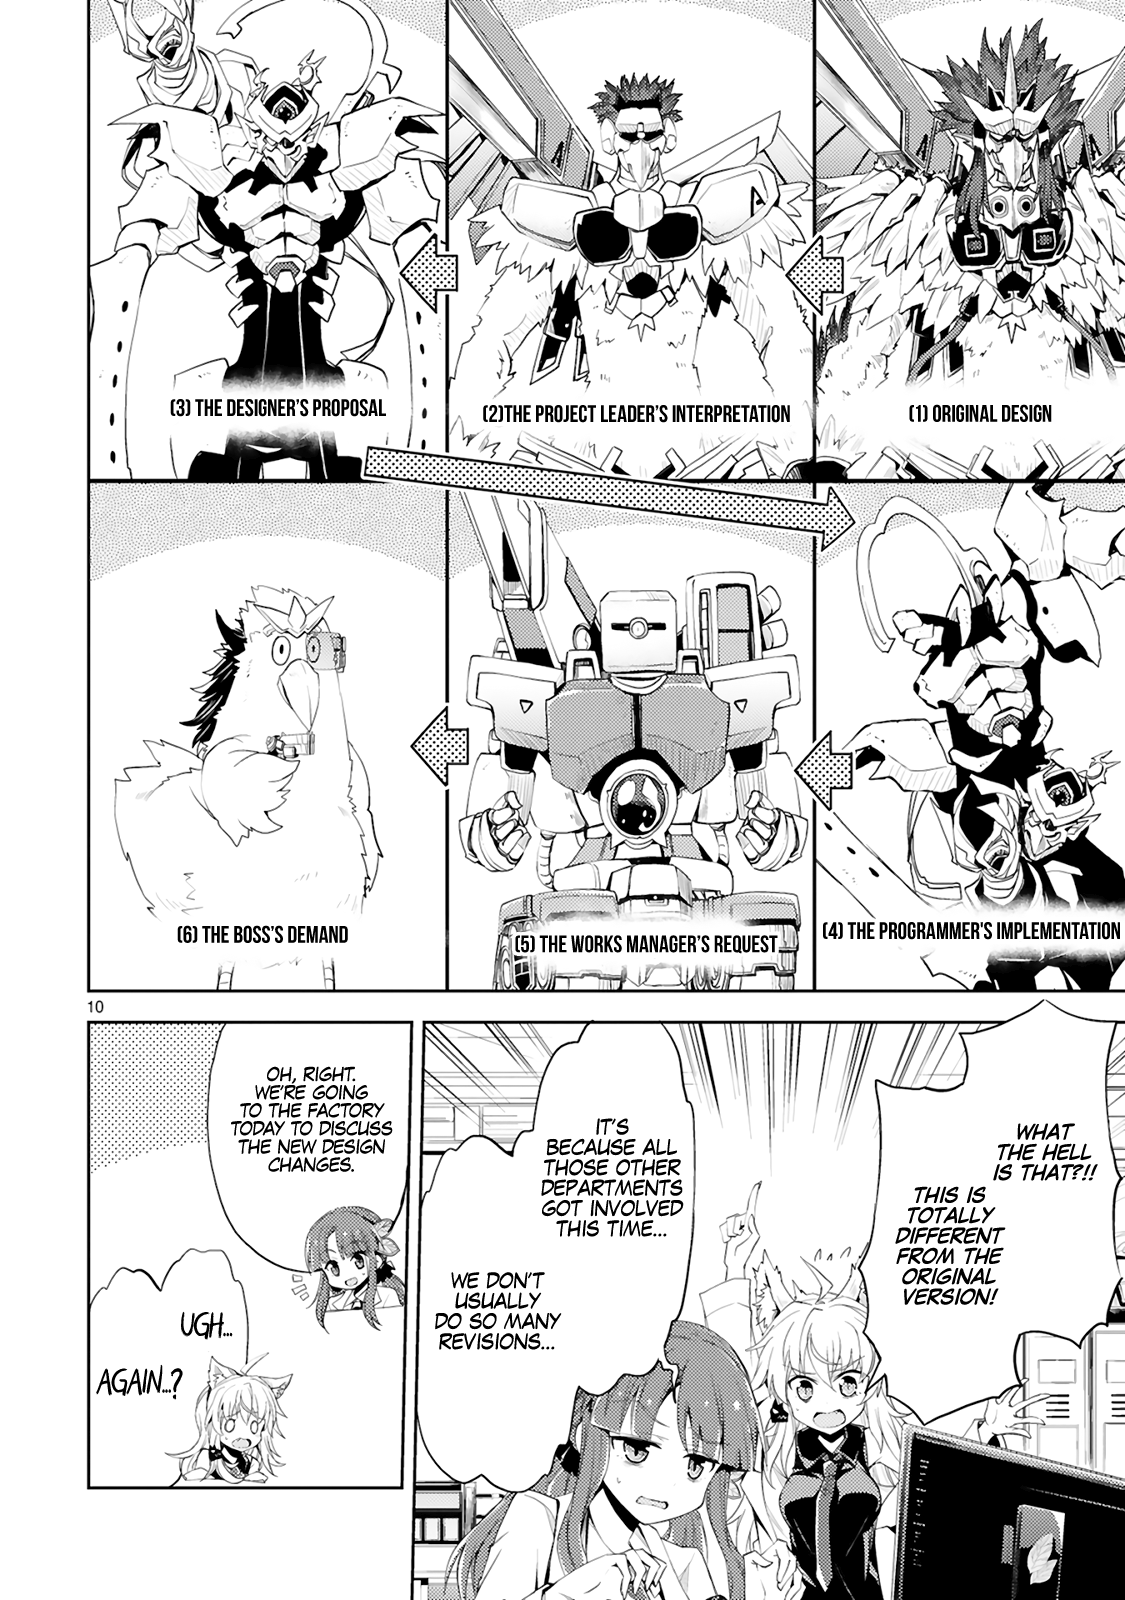 (1) ORIGINAL DESIGN
(2)THE PROJECT LEADER'S INTERPRETATION
(3) THE DESIGNER'S PROPOSAL
(4) THE PROGRAMMER'S IMPLEMENTATION
(5) THE WORKS MANAGER'S REQUEST
(6) THE BOSS'S DEMAND
10
WHAT
THE HELL
IS THAT?!!
THIS IS
TOTALLY
DIFFERENT
FROM THE
ORIGINAL
VERSION!
IT'S
BECAUSE ALL
THOSE OTHER
DEPARTMENTS
GOT INVOLVED
THIS TIME...
WE DON'T
USUALLY
DO SO MANY
REVISIONS...
OH, RIGHT.
WE'RE GOING
TO THE FACTORY
TODAY TO DISCUSS
THE NEW DESIGN
CHANGES.
UGH...
AGAIN...?